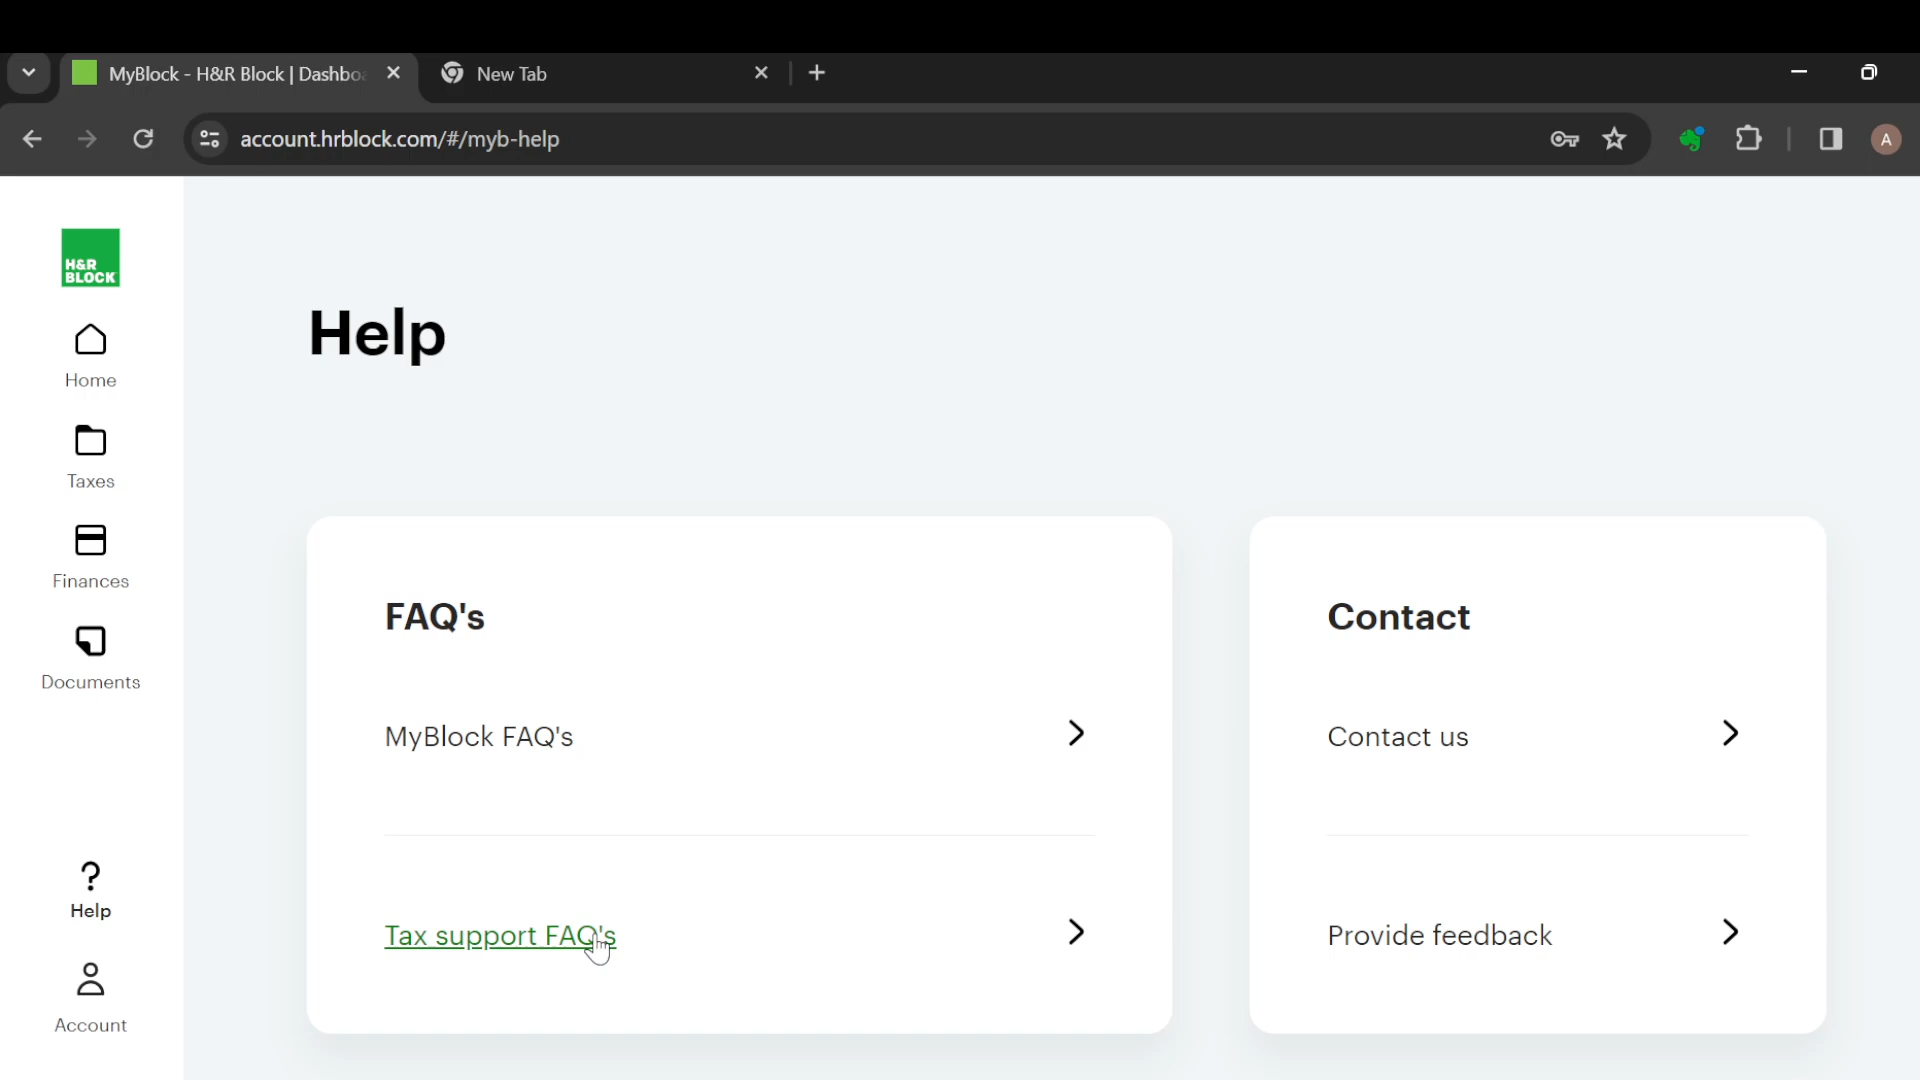 MyBlock - H&R Block | Dashboa
New Tab
account.hrblock.com/#/myb-help
A
H&R
BLOCK
Home
Taxes
Finances
Documents
Help
Account
Help
FAQ's
MyBlock FAQ's
Tax support FAQ's
Contact
Contact us
Provide feedback